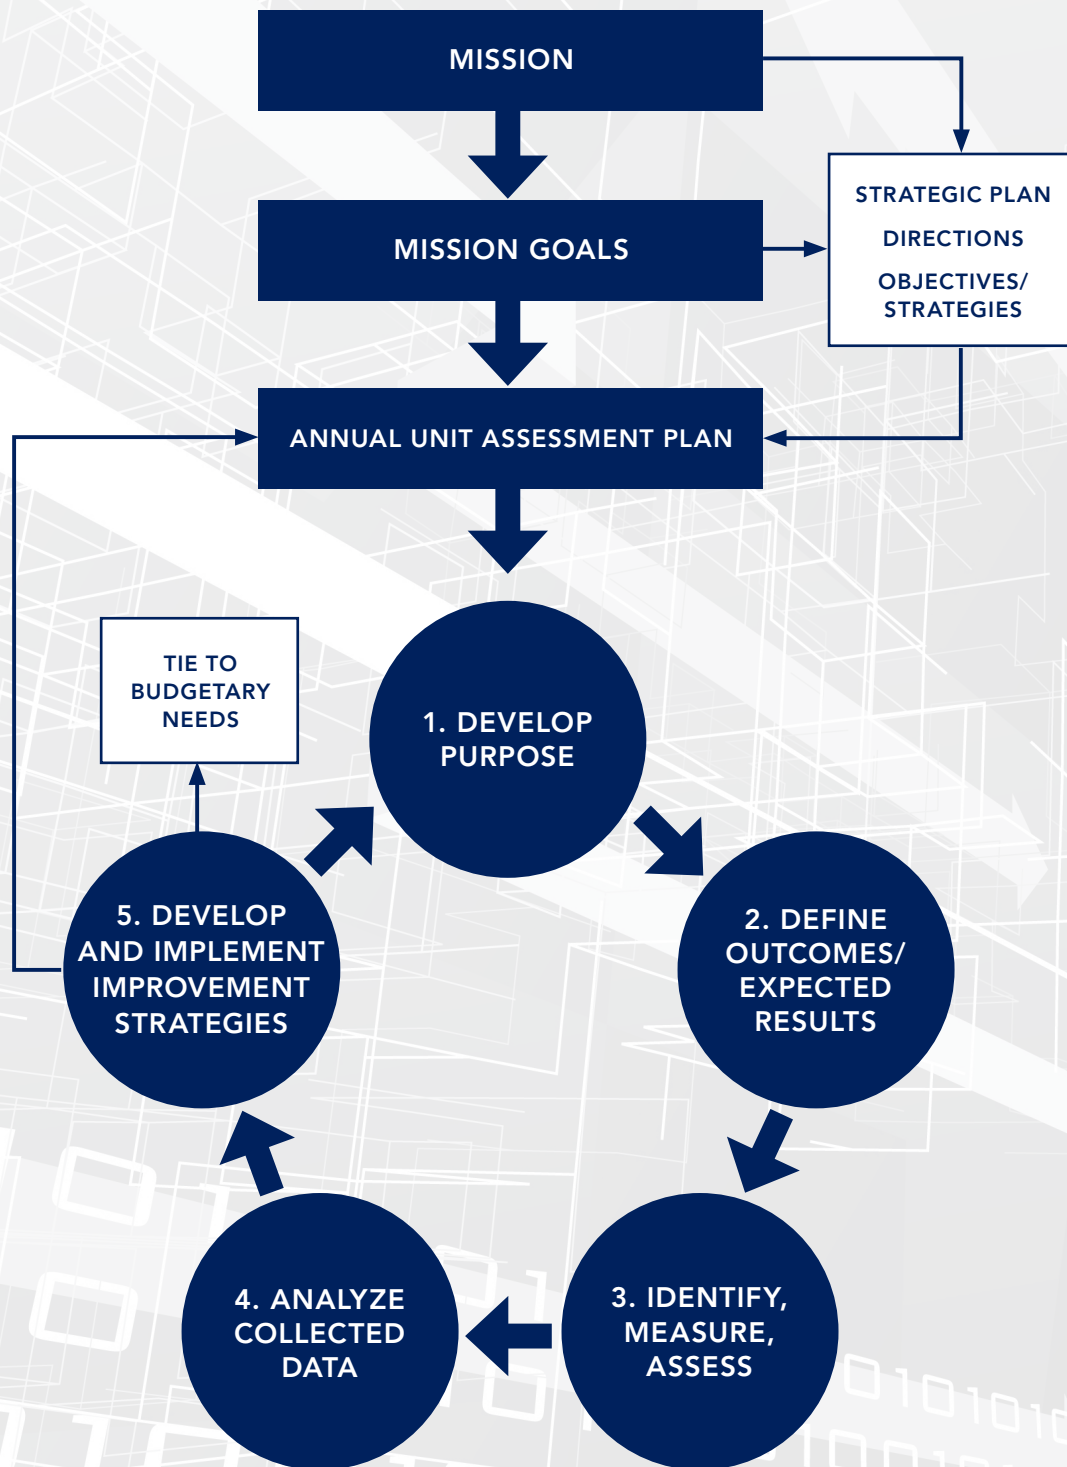 MISSION
STRATEGIC PLAN
DIRECTIONS
OBJECTIVES/
STRATEGIES
MISSION GOALS
ANNUAL UNIT ASSESSMENT PLAN
TIE TO
BUDGETARY
NEEDS
1. DEVELOP
PURPOSE
2. DEFINE
OUTCOMES/
EXPECTED
RESULTS
3. IDENTIFY,
MEASURE,
ASSESS
4. ANALYZE
COLLECTED
DATA
5. DEVELOP
AND IMPLEMENT
IMPROVEMENT
STRATEGIES